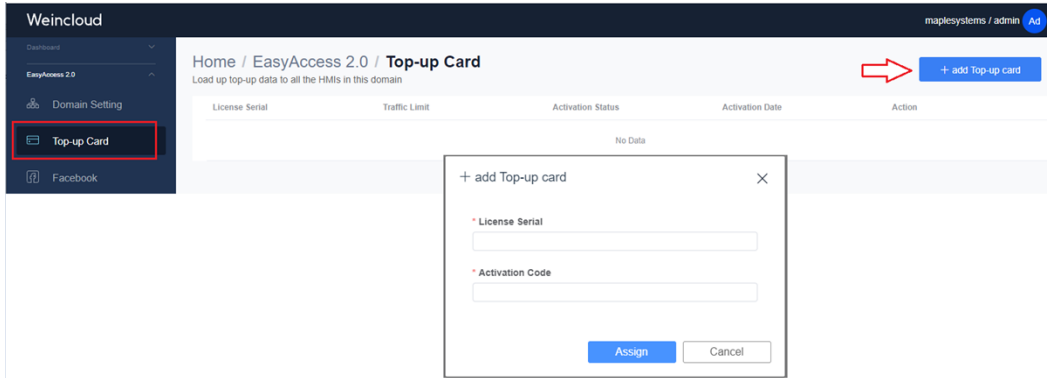 Weincloud
maplesystems / admin Ad
Dashboard
EasyAccess 2.0
Domain Setting
Top-up Card
Facebook
Home / EasyAccess 2.0 / Top-up Card
Load up top-up data to all the HMIs in this domain
+ add Top-up card
License Serial Traffic Limit Activation Status Activation Date Action
No Data
+ add Top-up card
* License Serial
* Activation Code
Assign Cancel